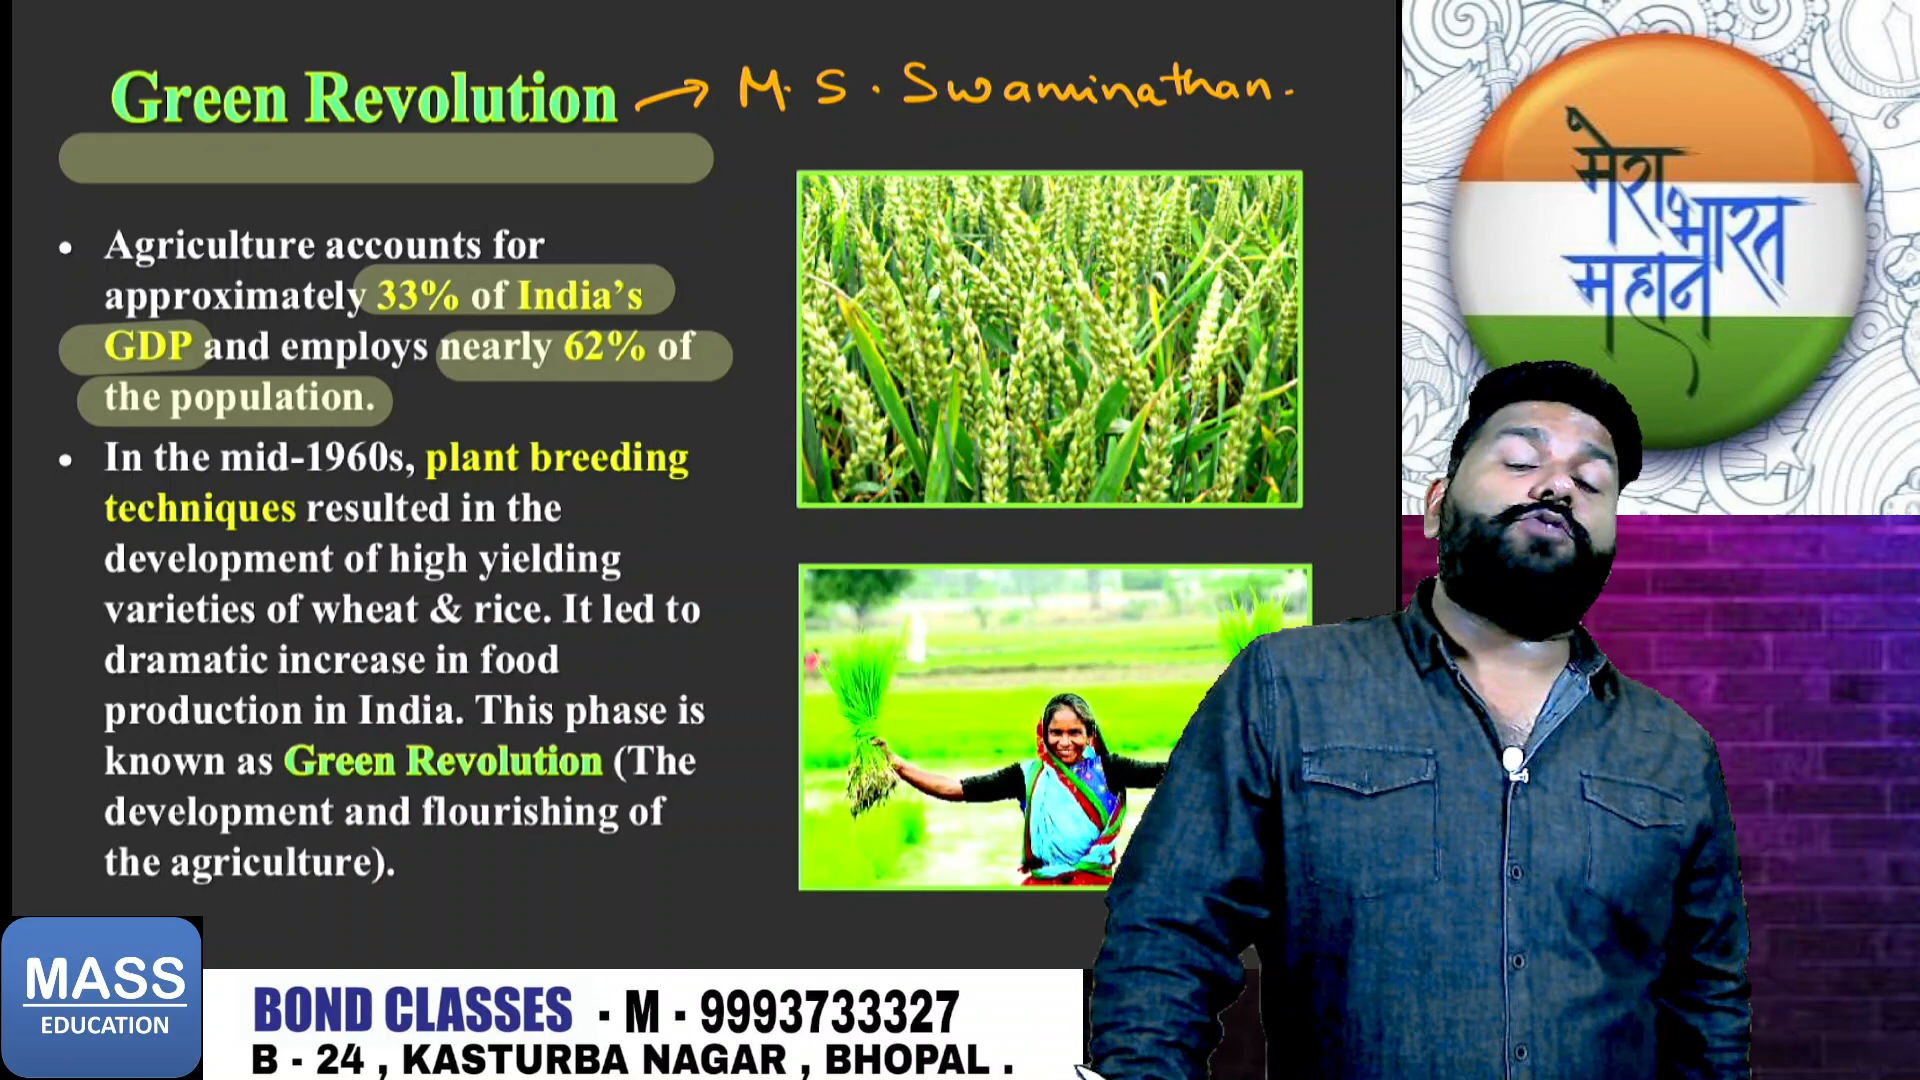 Green Revolution → M. S. Swaminathan.
• Agriculture accounts for
approximately 33% of India's
GDP and employs nearly 62% of
the population.
• In the mid-1960s, plant breeding
techniques resulted in the
development of high yielding
varieties of wheat & rice. It led to
dramatic increase in food
production in India. This phase is
known as Green Revolution (The
development and flourishing of
the agriculture).
मेरा
भारत
महान
MASS
EDUCATION
BOND CLASSES - M - 9993733327
B - 24 , KASTURBA NAGAR , BHOPAL .